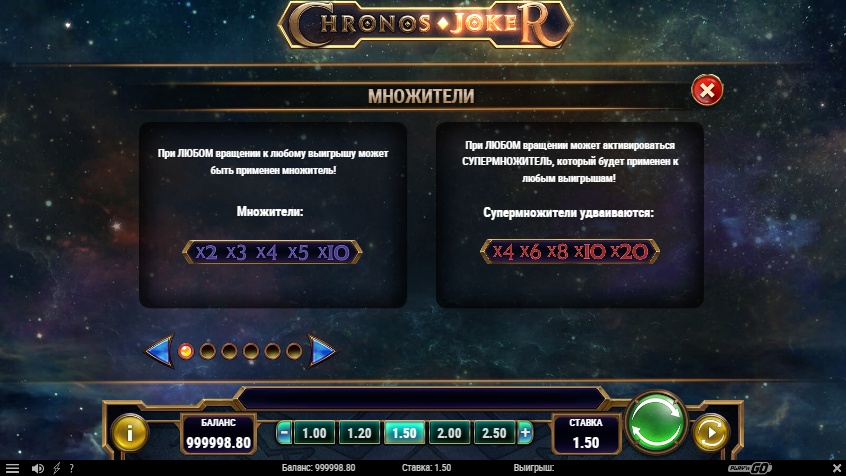 CHRONOS JOKER
МНОЖИТЕЛИ
При ЛЮБОМ вращении к любому выигрышу может
быть применен множитель!
Множители:
x2 x3 x4 x5 x10
При ЛЮБОМ вращении может активироваться
СУПЕРМНОЖИТЕЛЬ, который будет применен к
любым выигрышам!
Супермножители удваиваются:
x4 x6 x8 x10 x20
БАЛАНС
999998.80
1.00 1.20 1.50 2.00 2.50
СТАВКА
1.50
Баланс: 999998.80 Ставка: 1.50 Выигрыш:
PLAY'N GO